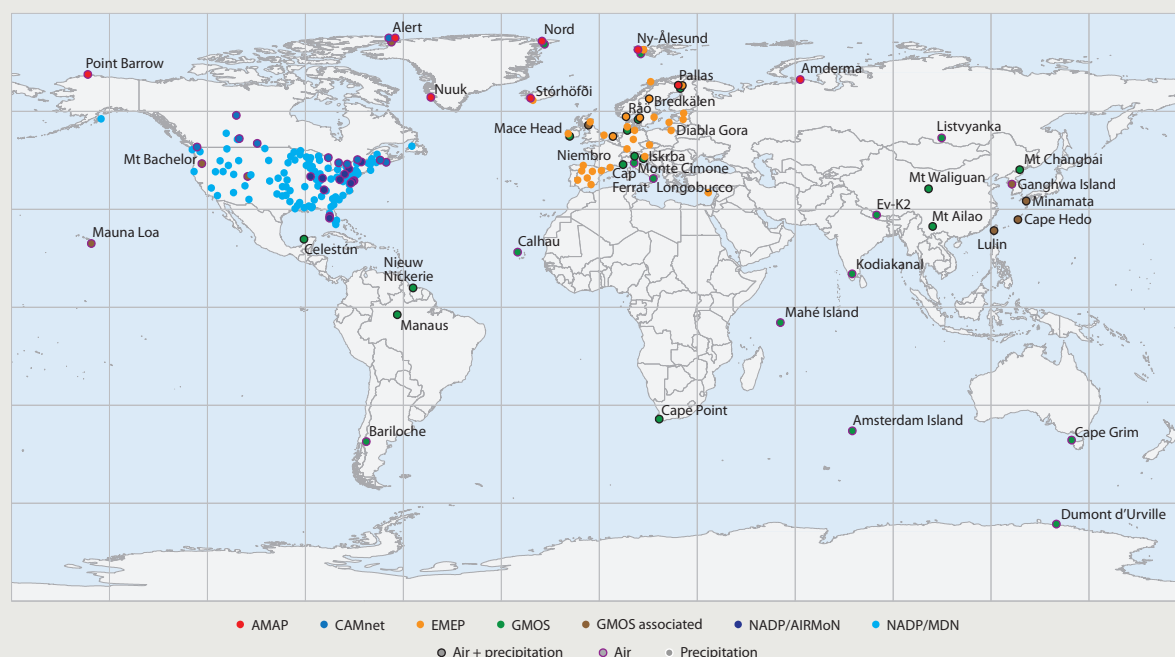 Alert
Nord
Ny-Ålesund
Point Barrow
Nuuk
Stórhöfði
Pallas
Amderma
Råo
Bredkälen
Mace Head
Diabla Gora
Listvyanka
Mt Bachelor
Niembro
Iskrba
Mt Changbai
Cap
Ferrat
Monte Cimone
Longobucco
Mt Waliguan
Ganghwa Island
Minamata
Ev-K2
Mt Ailao
Cape Hedo
Lulin
Mauna Loa
Celestún
Calhau
Nieuw
Nickerie
Kodiakanal
Manaus
Mahé Island
Cape Point
Bariloche
Amsterdam Island
Cape Grim
Dumont d'Urville
AMAP CAMnet EMEP GMOS GMOS associated NADP/AIRMoN NADP/MDN
Air + precipitation Air Precipitation